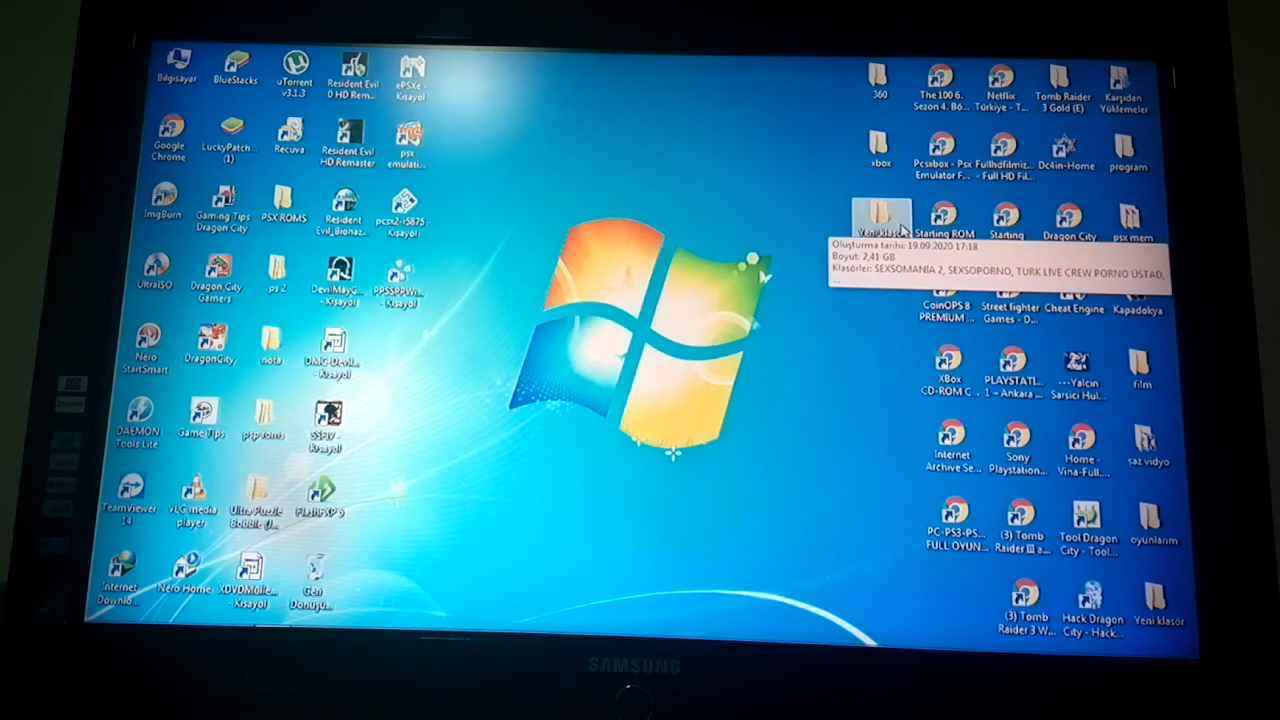 Bilgisayar
BlueStacks
uTorrent
v3.1.3
Resident Evil
0 HD Rem...
ePSXe -
Kısayol
Google
Chrome
LuckyPatch...
(1)
Recuva
Resident Evil
HD Remaster
psx
emulati...
ImgBurn
Gaming Tips
Dragon City
PSX ROMS
Resident
Evil_Biohaz...
pcsx2-r5875 -
Kısayol
UltraISO
Dragon City
Gamers
ps 2
DevilMayG...
- Kısayol
PPSSPPWi...
- Kısayol
Nero
StartSmart
DragonCity
nota
DMC-Devil...
- Kısayol
DAEMON
Tools Lite
Game Tips
psp roms
SSFIV -
Kısayol
TeamViewer
14
VLC media
player
Ultra Puzzle
Bobble (J...
FlashFXP 5
Internet
Downlo...
Nero Home
XDVDMulle...
- Kısayol
Geri
Dönüşü...
360
The 100 6.
Sezon 4. Bö...
Netflix
Türkiye - T...
Tomb Raider
3 Gold (E)
Karşıdan
Yüklemeler
xbox
Pcsxbox - Psx
Emulator F...
Fullhdfilmiz...
- Full HD Fil...
Dc4in-Home
program
Yeni klasör
Starting ROM
Starting
Dragon City
psx mem
Oluşturma tarihi: 19.09.2020 17:18
Boyut: 2,41 GB
Klasörler: SEXSOMANIA 2, SEXSOPORNO, TURK LIVE CREW PORNO ÜSTAD,
...
CoinOPS 8
PREMIUM ...
Street fighter
Games - D...
Cheat Engine
Kapadokya
XBox
CD-ROM C...
PLAYSTATI...
1 – Ankara ...
---Yalcin
Sarsici Hul...
film
Internet
Archive Se...
Sony
Playstation...
Home -
Vina-Full...
saz vidyo
PC-PS3-PS...
FULL OYUN...
(3) Tomb
Raider III a...
Tool Dragon
City - Tool...
oyunlarım
(3) Tomb
Raider 3 W...
Hack Dragon
City - Hack...
Yeni klasör
SAMSUNG